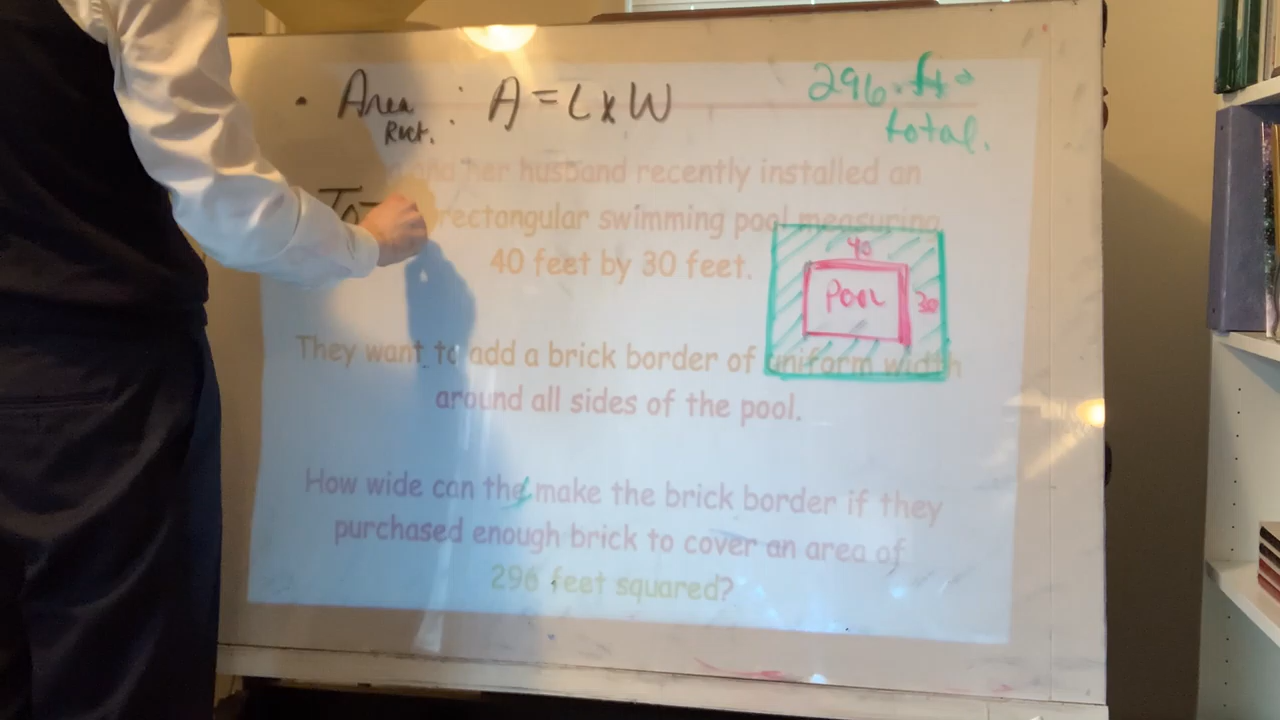 • Area Rect. : A = L x W
296. ft²
total.
and her husband recently installed an
rectangular swimming pool measuring
40 feet by 30 feet.
40
Pool
30
They want to add a brick border of uniform width
around all sides of the pool.
How wide can they make the brick border if they
purchased enough brick to cover an area of
296 feet squared?